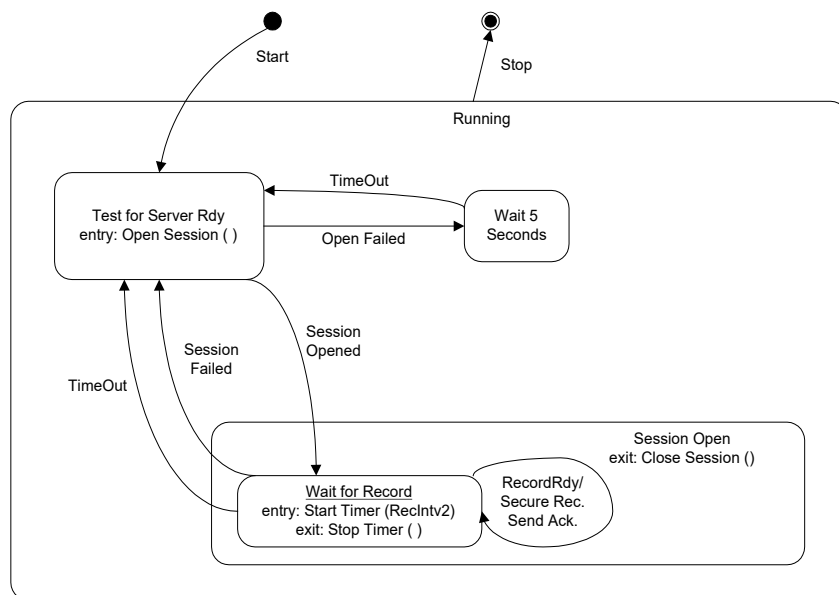 Start
Stop
Running
TimeOut
Test for Server Rdy
entry: Open Session ( )
Wait 5
Seconds
Open Failed
Session
Opened
Session
Failed
TimeOut
Session Open
exit: Close Session ()
Wait for Record
entry: Start Timer (RecIntv2)
exit: Stop Timer ( )
RecordRdy/
Secure Rec.
Send Ack.